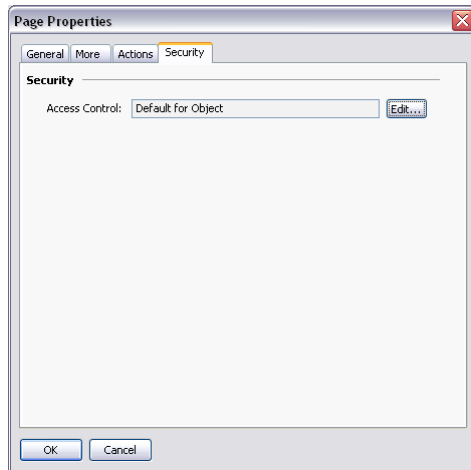 Page Properties
General More Actions Security
Security
Access Control: Default for Object Edit...
OK Cancel